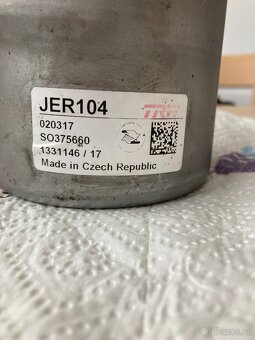 JER104
TRW
020317
SO375660
1331146 / 17
Made in Czech Republic